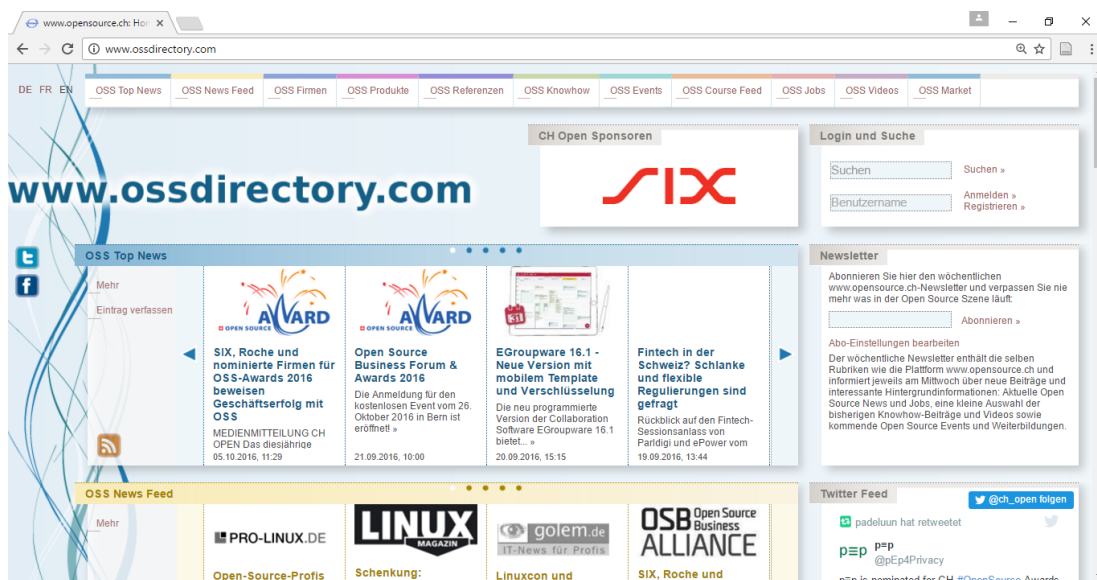 www.opensource.ch: Hor
www.ossdirectory.com
DE FR EN
OSS Top News
OSS News Feed
OSS Firmen
OSS Produkte
OSS Referenzen
OSS Knowhow
OSS Events
OSS Course Feed
OSS Jobs
OSS Videos
OSS Market
www.ossdirectory.com
CH Open Sponsoren
SIX
Login und Suche
Suchen
Suchen »
Benutzername
Anmelden »
Registrieren »
OSS Top News
Mehr
Eintrag verfassen
OPEN SOURCE AWARD
SIX, Roche und
nominierte Firmen für
OSS-Awards 2016
beweisen
Geschäftserfolg mit
OSS
MEDIENMITTEILUNG CH
OPEN Das diesjährige
05.10.2016, 11:29
OPEN SOURCE AWARD
Open Source
Business Forum &
Awards 2016
Die Anmeldung für den
kostenlosen Event vom 26.
Oktober 2016 in Bern ist
eröffnet! »
21.09.2016, 10:00
31
EGroupware 16.1 -
Neue Version mit
mobilem Template
und Verschlüsselung
Die neu programmierte
Version der Collaboration
Software EGroupware 16.1
bietet... »
20.09.2016, 15:15
Fintech in der
Schweiz? Schlanke
und flexible
Regulierungen sind
gefragt
Rückblick auf den Fintech-
Sessionsanlass von
Parldigi und ePower vom
19.09.2016, 13:44
Newsletter
Abonnieren Sie hier den wöchentlichen
www.opensource.ch-Newsletter und verpassen Sie nie
mehr was in der Open Source Szene läuft:
Abonnieren »
Abo-Einstellungen bearbeiten
Der wöchentliche Newsletter enthält die selben
Rubriken wie die Plattform www.opensource.ch und
informiert jeweils am Mittwoch über neue Beiträge und
interessante Hintergrundinformationen: Aktuelle Open
Source News und Jobs, eine kleine Auswahl der
bisherigen Knowhow-Beiträge und Videos sowie
kommende Open Source Events und Weiterbildungen.
OSS News Feed
Mehr
PRO-LINUX.DE
Open-Source-Profis
LINUX
MAGAZIN
Schenkung:
golem.de
IT-News für Profis
Linuxcon und
OSB Open Source
Business
ALLIANCE
SIX, Roche und
Twitter Feed
@ch_open folgen
padeluun hat retweetet
p≡p
p≡p
@pEp4Privacy
p≡p is nominated for CH #OpenSource Awards